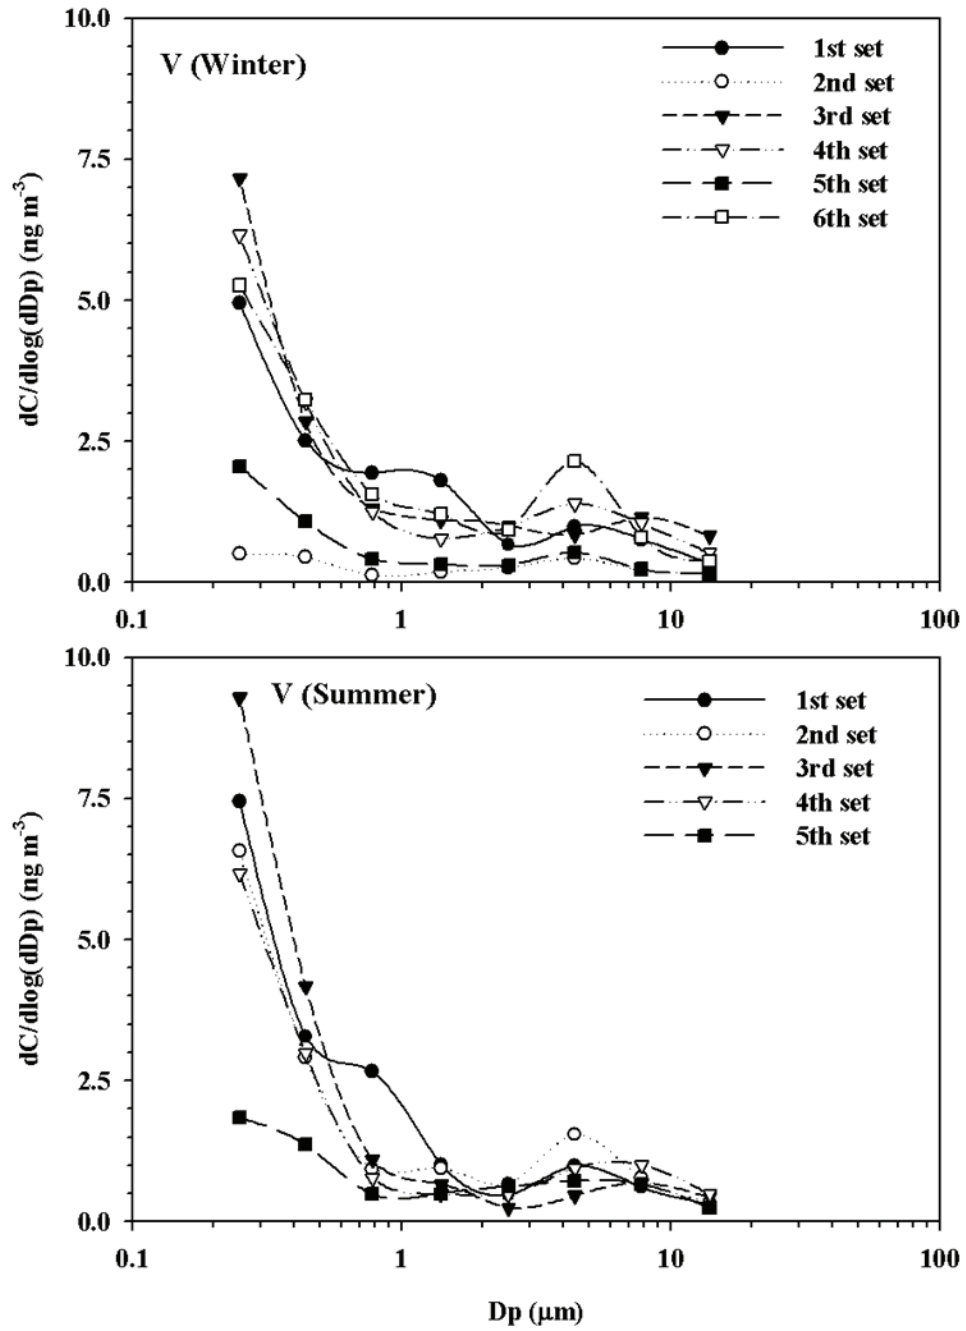 V (Winter)
1st set
2nd set
3rd set
4th set
5th set
6th set
10.0
7.5
5.0
2.5
0.0
dC/dlog(dDp) (ng m⁻³)
0.1 1 10 100
V (Summer)
1st set
2nd set
3rd set
4th set
5th set
10.0
7.5
5.0
2.5
0.0
dC/dlog(dDp) (ng m⁻³)
0.1 1 10 100
Dp (μm)